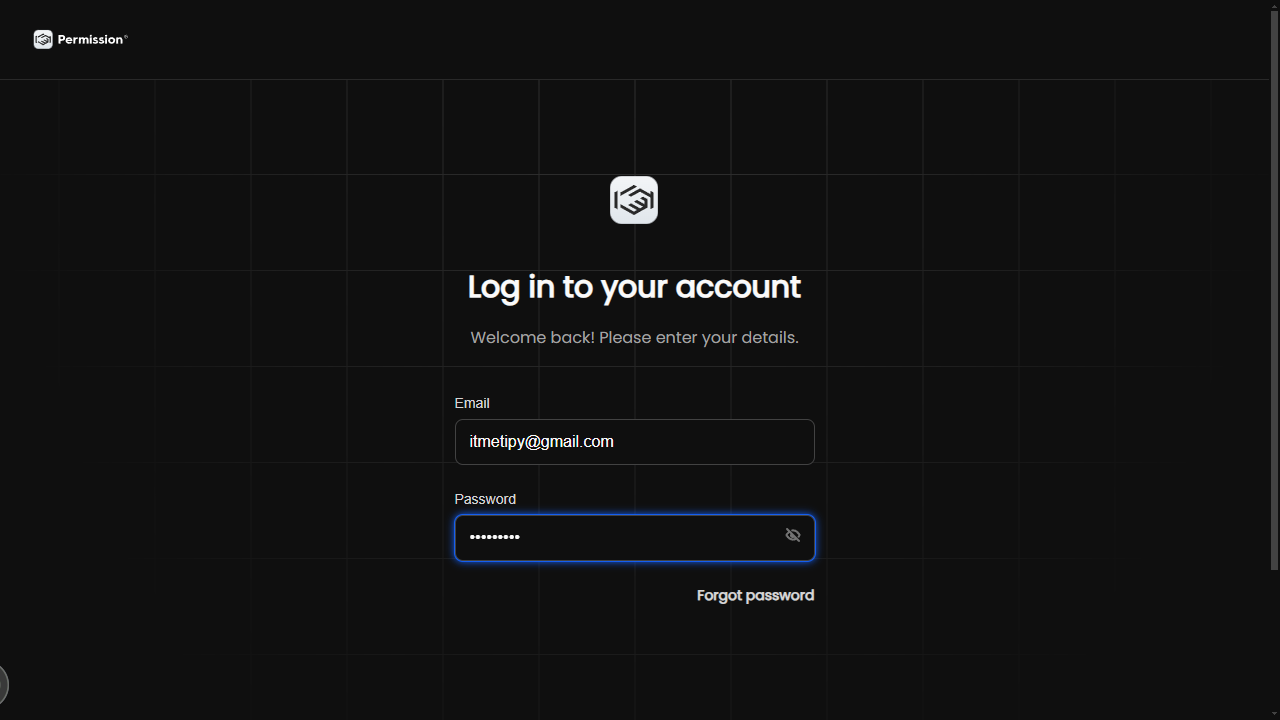 Permission®
Log in to your account
Welcome back! Please enter your details.
Email
itmetipy@gmail.com
Password
•••••••••
Forgot password